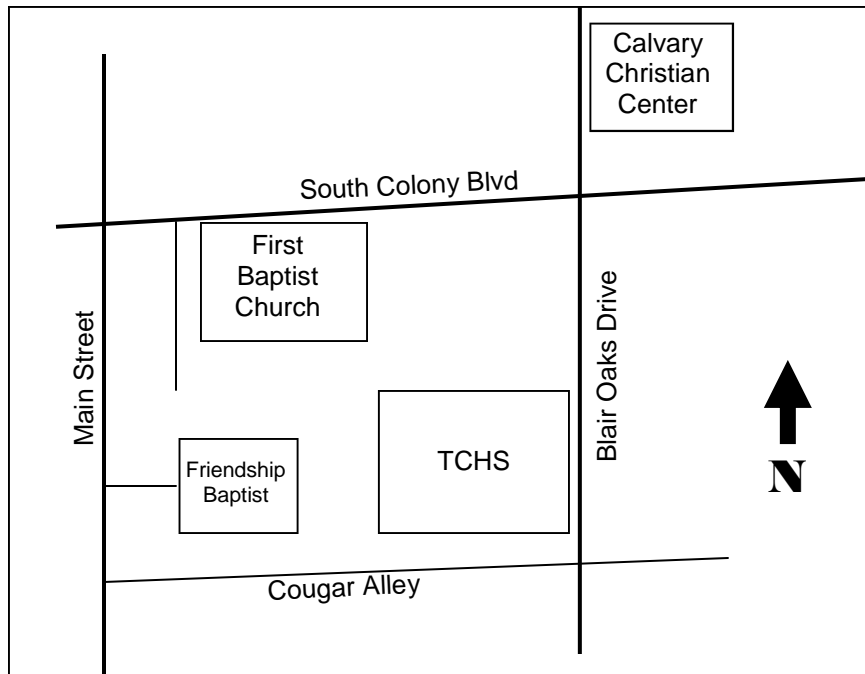 Calvary
Christian
Center
South Colony Blvd
First
Baptist
Church
Main Street
Blair Oaks Drive
Friendship
Baptist
TCHS
N
Cougar Alley